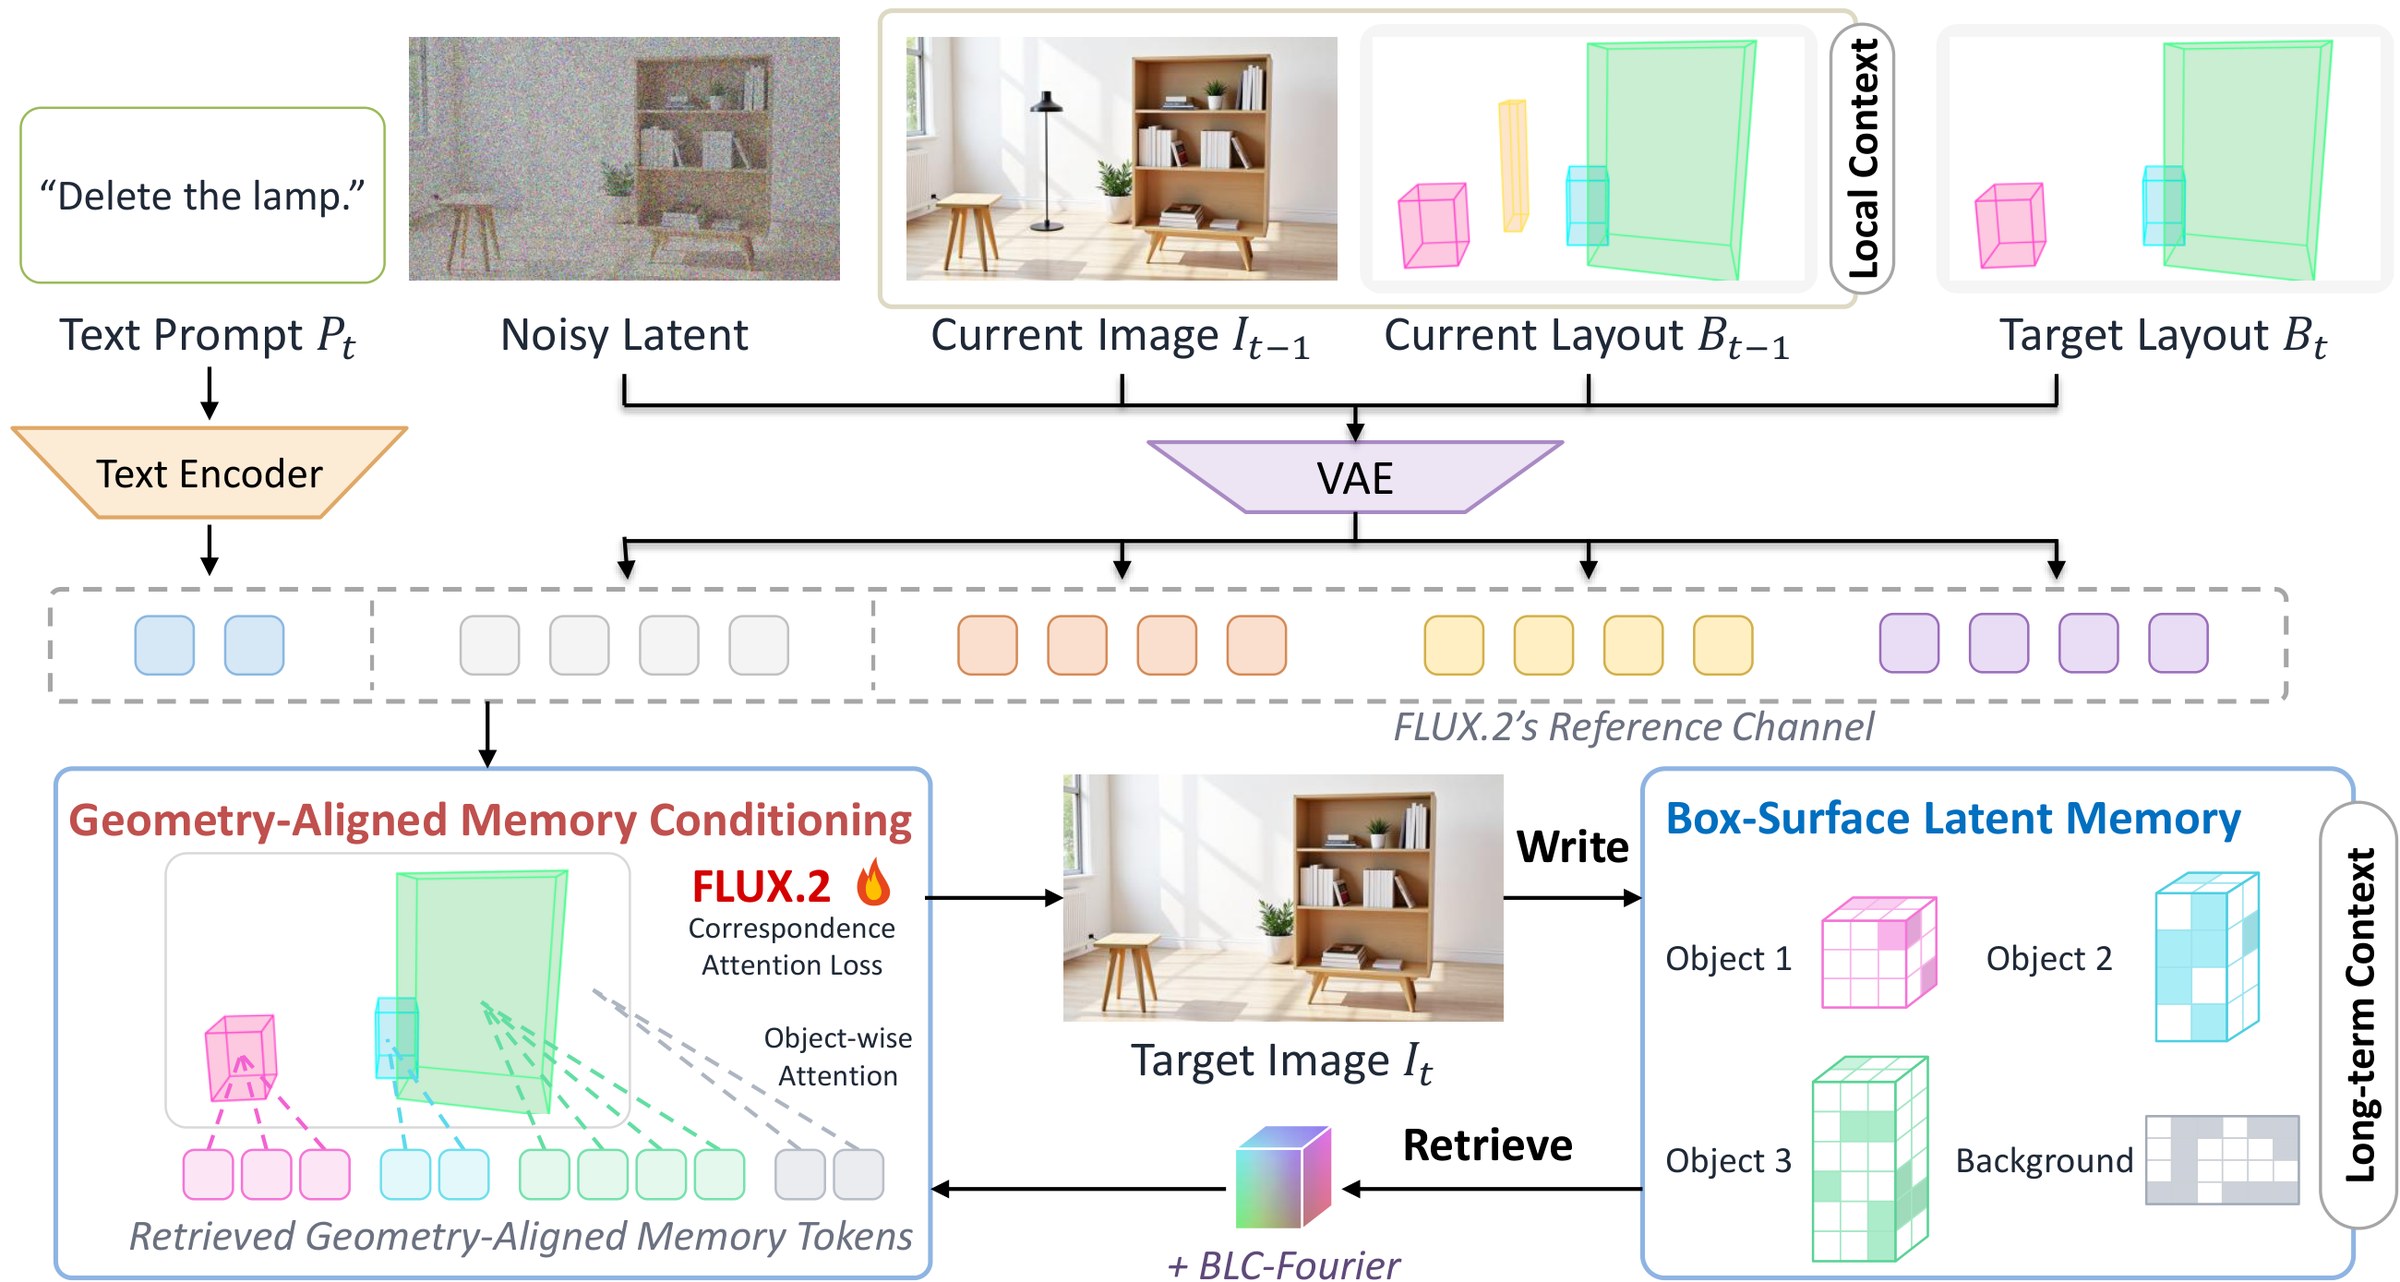 “Delete the lamp.”
Local Context
Text Prompt P_t
Noisy Latent
Current Image I_{t−1}
Current Layout B_{t−1}
Target Layout B_t
Text Encoder
VAE
FLUX.2’s Reference Channel
Geometry-Aligned Memory Conditioning
FLUX.2
Correspondence
Attention Loss
Object-wise
Attention
Retrieved Geometry-Aligned Memory Tokens
Target Image I_t
Write
Retrieve
+ BLC-Fourier
Box-Surface Latent Memory
Object 1
Object 2
Object 3
Background
Long-term Context